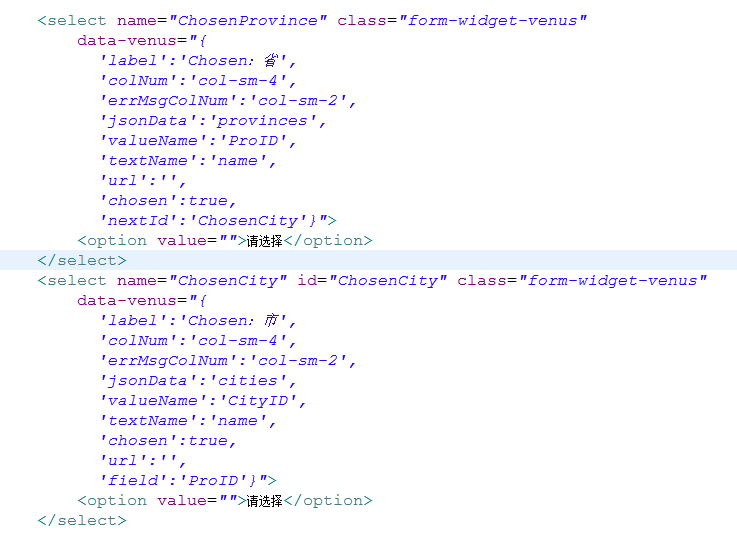 <select name="ChosenProvince" class="form-widget-venus"
data-venus="{
'label':'Chosen：省',
'colNum':'col-sm-4',
'errMsgColNum':'col-sm-2',
'jsonData':'provinces',
'valueName':'ProID',
'textName':'name',
'url':'',
'chosen':true,
'nextId':'ChosenCity'}">
<option value="">请选择</option>
</select>
<select name="ChosenCity" id="ChosenCity" class="form-widget-venus"
data-venus="{
'label':'Chosen：市',
'colNum':'col-sm-4',
'errMsgColNum':'col-sm-2',
'jsonData':'cities',
'valueName':'CityID',
'textName':'name',
'chosen':true,
'url':'',
'field':'ProID'}">
<option value="">请选择</option>
</select>